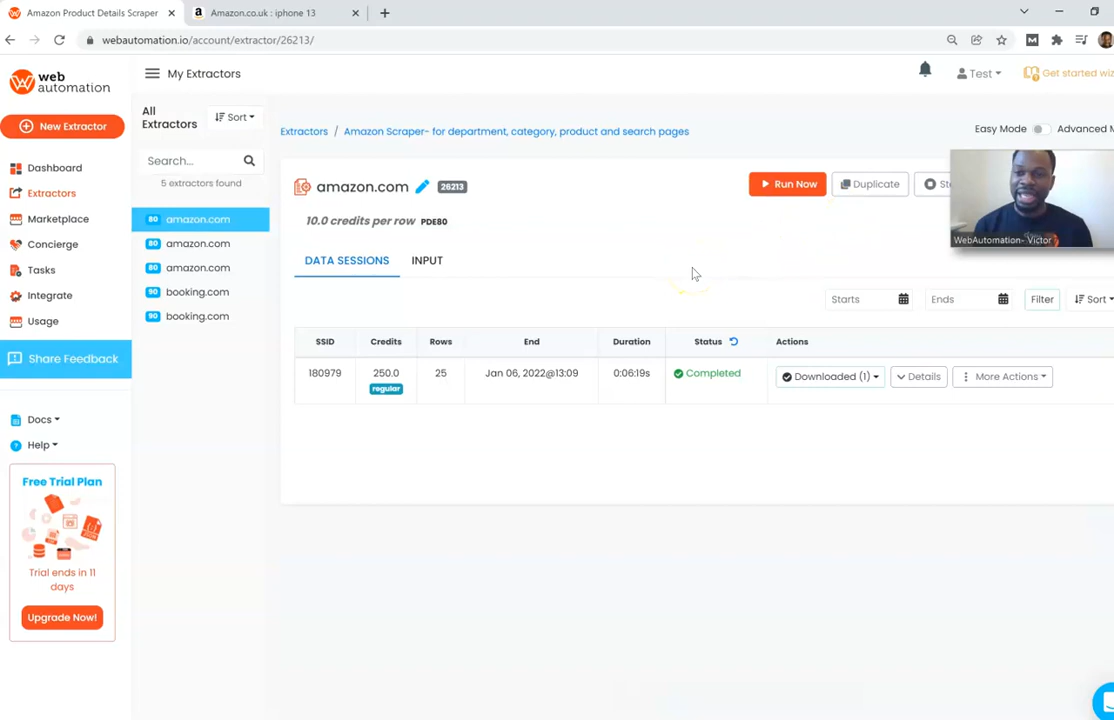 Amazon Product Details Scraper
Amazon.co.uk : iphone 13
webautomation.io/account/extractor/26213/
web
automation
My Extractors
Test
Get started wiz
New Extractor
All
Extractors
Sort
Extractors / Amazon Scraper- for department, category, product and search pages
Easy Mode
Advanced M
Search...
5 extractors found
Dashboard
Extractors
Marketplace
Concierge
Tasks
Integrate
Usage
Share Feedback
80 amazon.com
80 amazon.com
80 amazon.com
90 booking.com
90 booking.com
amazon.com 26213
Run Now
Duplicate
10.0 credits per row PDE80
WebAutomation- Victor
DATA SESSIONS
INPUT
Starts
Ends
Filter
Sort
SSID Credits Rows End Duration Status Actions
180979 250.0 25 Jan 06, 2022@13:09 0:06:19s Completed Downloaded (1) Details More Actions
regular
Docs
Help
Free Trial Plan
Trial ends in 11
days
Upgrade Now!